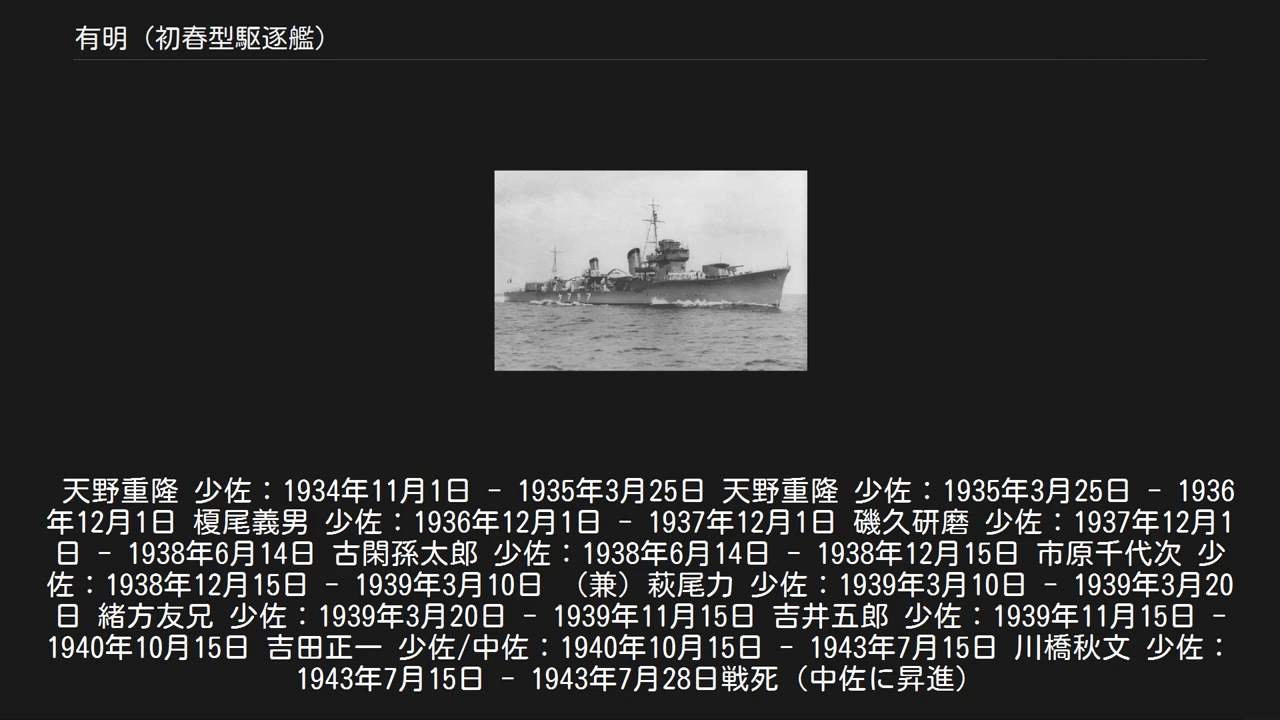 有明（初春型駆逐艦）
天野重隆 少佐：1934年11月1日 - 1935年3月25日 天野重隆 少佐：1935年3月25日 - 1936
年12月1日 榎尾義男 少佐：1936年12月1日 - 1937年12月1日 磯久研磨 少佐：1937年12月1
日 - 1938年6月14日 古閑孫太郎 少佐：1938年6月14日 - 1938年12月15日 市原千代次 少
佐：1938年12月15日 - 1939年3月10日 （兼）萩尾力 少佐：1939年3月10日 - 1939年3月20
日 緒方友兄 少佐：1939年3月20日 - 1939年11月15日 吉井五郎 少佐：1939年11月15日 -
1940年10月15日 吉田正一 少佐/中佐：1940年10月15日 - 1943年7月15日 川橋秋文 少佐：
1943年7月15日 - 1943年7月28日戦死（中佐に昇進）